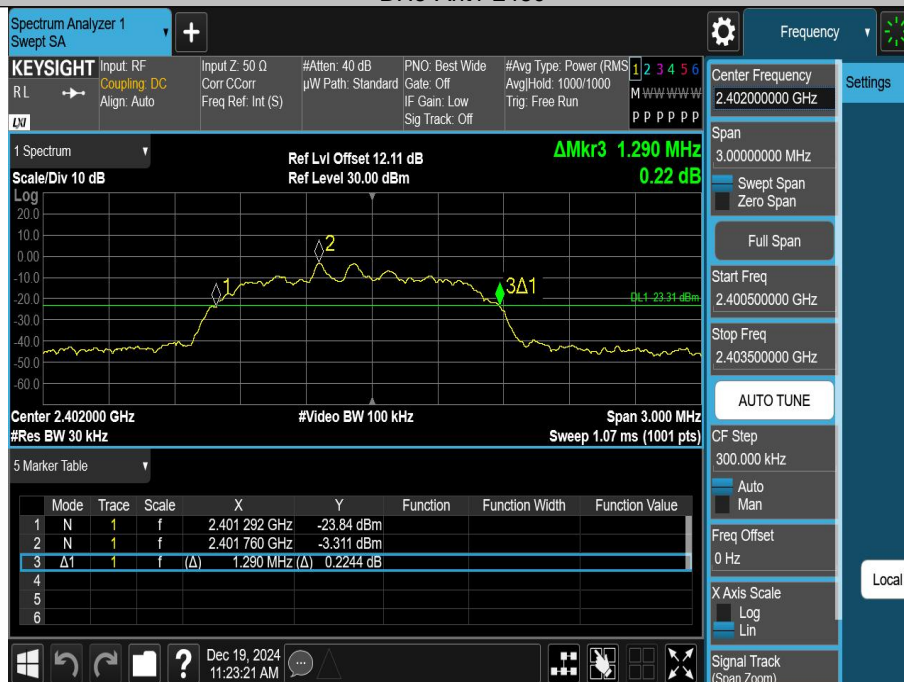 Spectrum Analyzer 1
Swept SA
+
Frequency
KEYSIGHT
RL
LXI
Input: RF
Coupling: DC
Align: Auto
Input Z: 50 Ω
Corr CCorr
Freq Ref: Int (S)
#Atten: 40 dB
µW Path: Standard
PNO: Best Wide
Gate: Off
IF Gain: Low
Sig Track: Off
#Avg Type: Power (RMS
Avg|Hold: 1000/1000
Trig: Free Run
1 2 3 4 5 6
M W W W W W
P P P P P P
1 Spectrum
Scale/Div 10 dB
Ref Lvl Offset 12.11 dB
Ref Level 30.00 dBm
ΔMkr3 1.290 MHz
0.22 dB
Log
20.0
10.0
0.00
-10.0
-20.0
-30.0
-40.0
-50.0
-60.0
1
2
3Δ1
DL1 -23.31 dBm
Center 2.402000 GHz
#Video BW 100 kHz
Span 3.000 MHz
#Res BW 30 kHz
Sweep 1.07 ms (1001 pts)
5 Marker Table
Mode Trace Scale X Y Function Function Width Function Value
1 N 1 f 2.401 292 GHz -23.84 dBm
2 N 1 f 2.401 760 GHz -3.311 dBm
3 Δ1 1 f (Δ) 1.290 MHz (Δ) 0.2244 dB
4
5
6
?
Dec 19, 2024
11:23:21 AM
Center Frequency
2.402000000 GHz
Settings
Span
3.00000000 MHz
Swept Span
Zero Span
Full Span
Start Freq
2.400500000 GHz
Stop Freq
2.403500000 GHz
AUTO TUNE
CF Step
300.000 kHz
Auto
Man
Freq Offset
0 Hz
Local
X Axis Scale
Log
Lin
Signal Track
(Span Zoom)